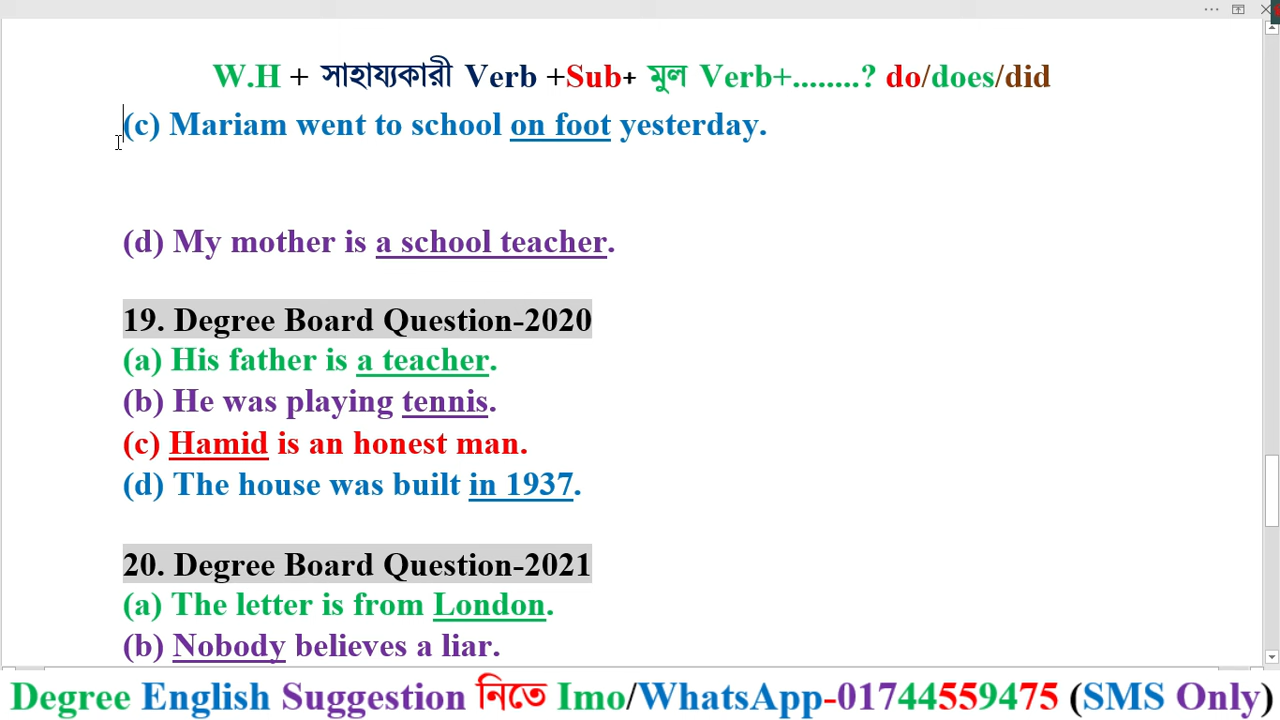 W.H + সাহায্যকারী Verb +Sub+ মুল Verb+........? do/does/did
(c) Mariam went to school on foot yesterday.
(d) My mother is a school teacher.
19. Degree Board Question-2020
(a) His father is a teacher.
(b) He was playing tennis.
(c) Hamid is an honest man.
(d) The house was built in 1937.
20. Degree Board Question-2021
(a) The letter is from London.
(b) Nobody believes a liar.
Degree English Suggestion নিতে Imo/WhatsApp-01744559475 (SMS Only)